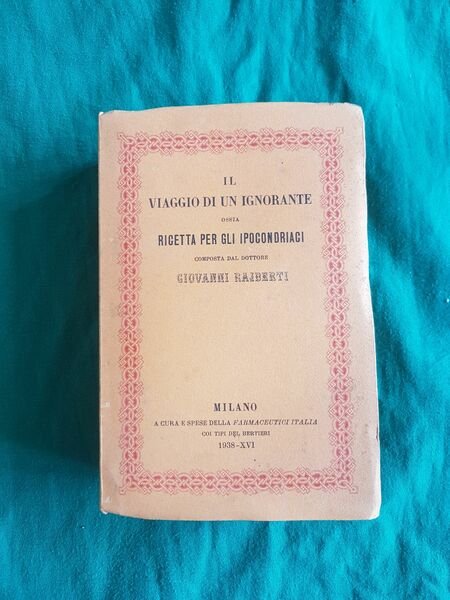 IL
VIAGGIO DI UN IGNORANTE
OSSIA
RICETTA PER GLI IPOCONDRIACI
COMPOSTA DAL DOTTORE
GIOVANNI RAIBERTI
MILANO
A CURA E SPESE DELLA FARMACEUTICI ITALIA
COI TIPI DEL BERTIERI
1938-XVI